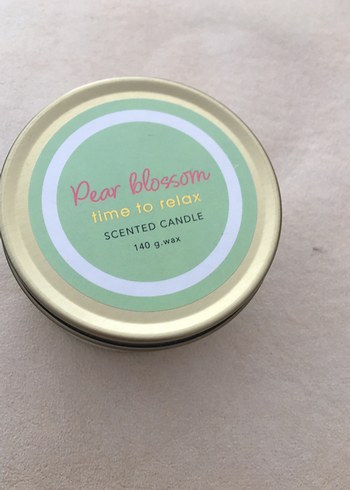 Pear blossom
time to relax
SCENTED CANDLE
140 g.wax